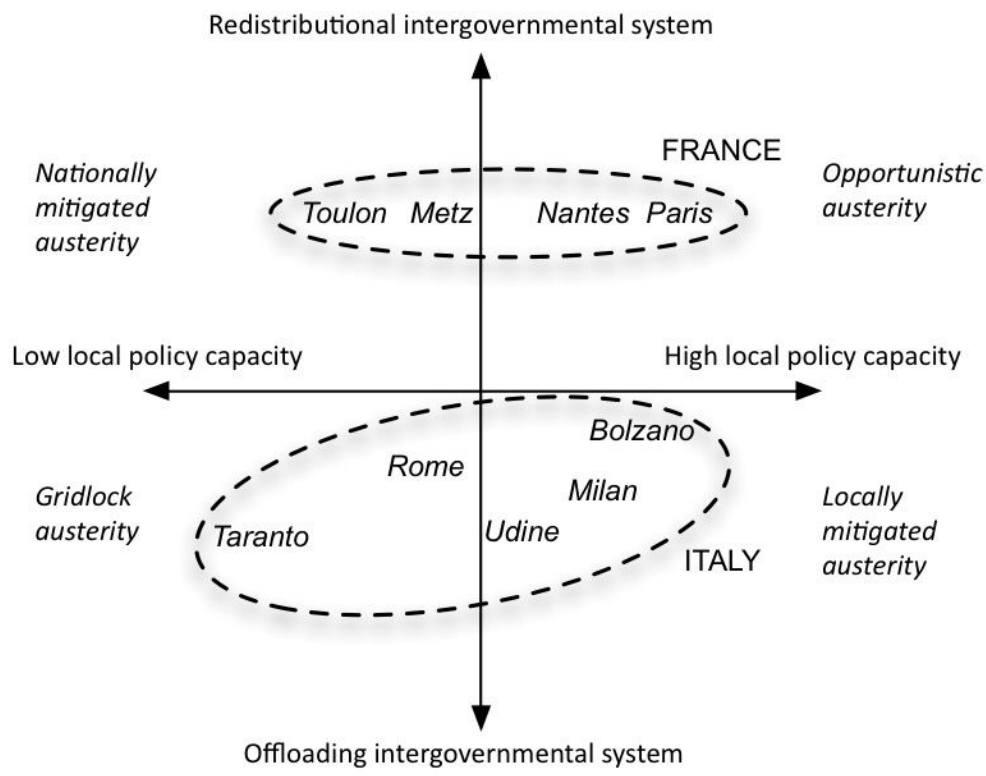 Redistributional intergovernmental system
FRANCE
Nationally
mitigated
austerity
Opportunistic
austerity
Toulon Metz Nantes Paris
Low local policy capacity
High local policy capacity
Bolzano
Rome
Milan
Gridlock
austerity
Locally
mitigated
austerity
Taranto
Udine
ITALY
Offloading intergovernmental system